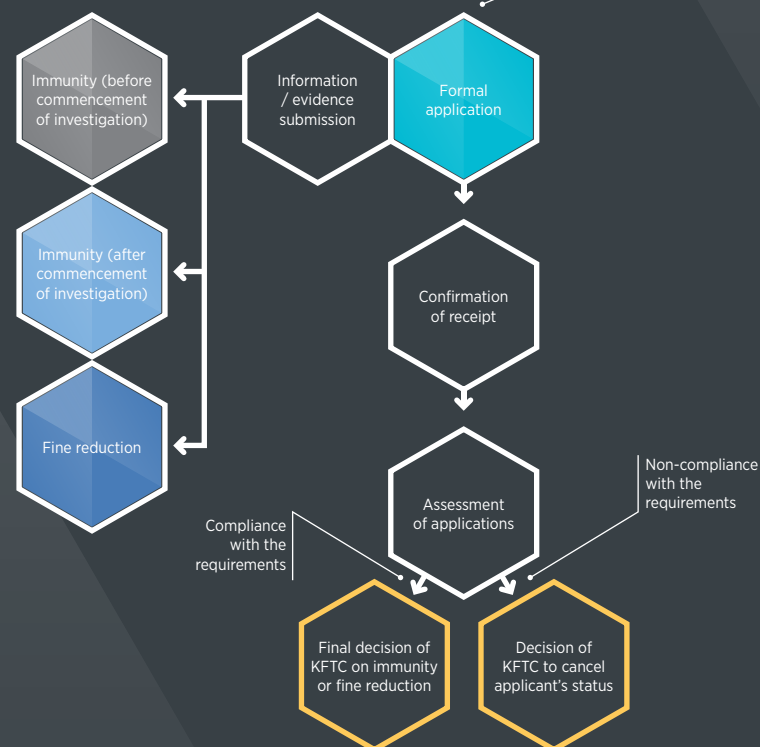 Immunity (before
commencement
of investigation)
Information
/ evidence
submission
Formal
application
Immunity (after
commencement
of investigation)
Confirmation
of receipt
Fine reduction
Assessment
of applications
Non-compliance
with the
requirements
Compliance
with the
requirements
Final decision of
KFTC on immunity
or fine reduction
Decision of
KFTC to cancel
applicant's status